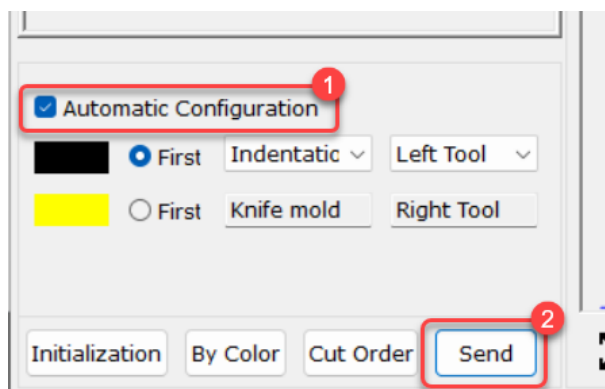 1
Automatic Configuration
First Indentatic Left Tool
First Knife mold Right Tool
2
Initialization By Color Cut Order Send